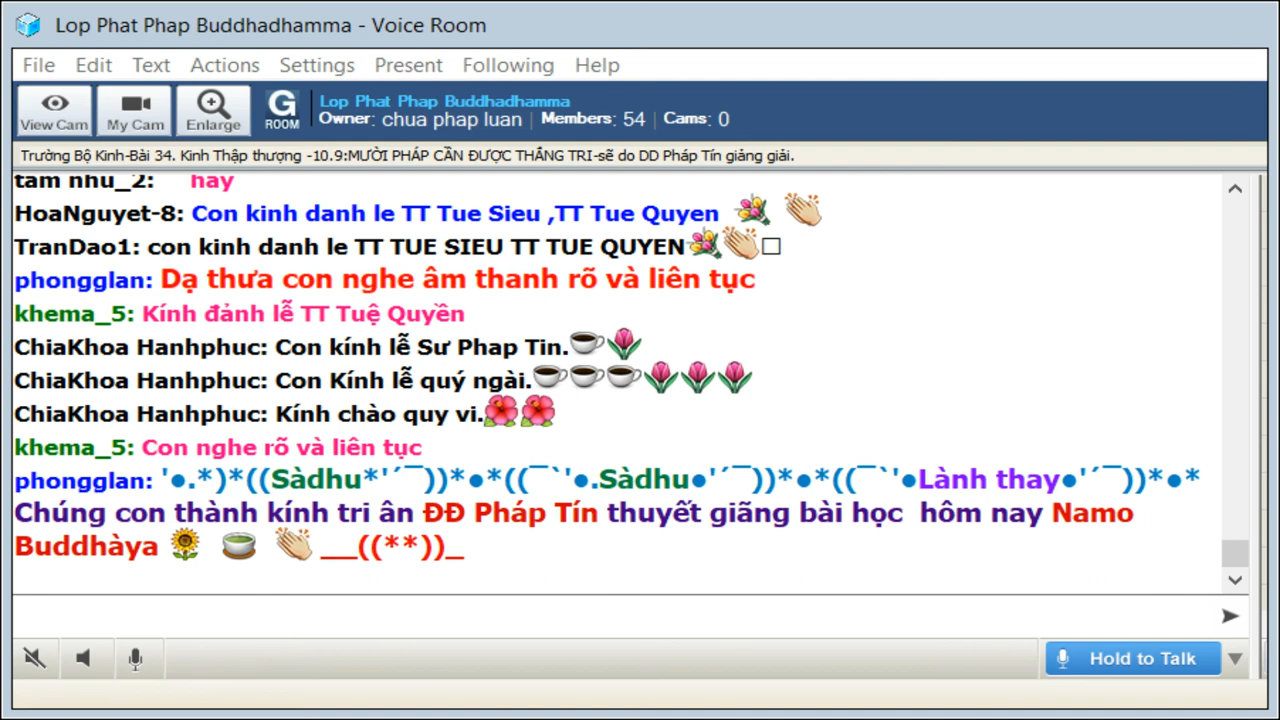 Lop Phat Phap Buddhadhamma - Voice Room
File Edit Text Actions Settings Present Following Help
View Cam My Cam Enlarge G ROOM
Lop Phat Phap Buddhadhamma
Owner: chua phap luan | Members: 54 | Cams: 0
Trường Bộ Kinh-Bài 34. Kinh Thập thượng -10.9:MƯỜI PHÁP CẦN ĐƯỢC THẮNG TRI-sẽ do DD Pháp Tín giảng giải.
tam nhu_2: hay
HoaNguyet-8: Con kinh danh le TT Tue Sieu ,TT Tue Quyen 💐 👏
TranDao1: con kinh danh le TT TUE SIEU TT TUE QUYEN💐👏□
phongglan: Dạ thưa con nghe âm thanh rõ và liên tục
khema_5: Kính đảnh lễ TT Tuệ Quyền
ChiaKhoa Hanhphuc: Con kính lễ Sư Phap Tin.☕🌷
ChiaKhoa Hanhphuc: Con Kính lễ quý ngài.☕☕☕🌷🌷🌷
ChiaKhoa Hanhphuc: Kính chào quy vi.🌺🌺
khema_5: Con nghe rõ và liên tục
phongglan: '●.*)*((Sàdhu*'´¯))*●*((¯`'●.Sàdhu●'´¯))*●*((¯`'●Lành thay●'´¯))*●*
Chúng con thành kính tri ân ĐĐ Pháp Tín thuyết giãng bài học hôm nay Namo
Buddhàya 🌻 🍵 👏 __((**))_
Hold to Talk